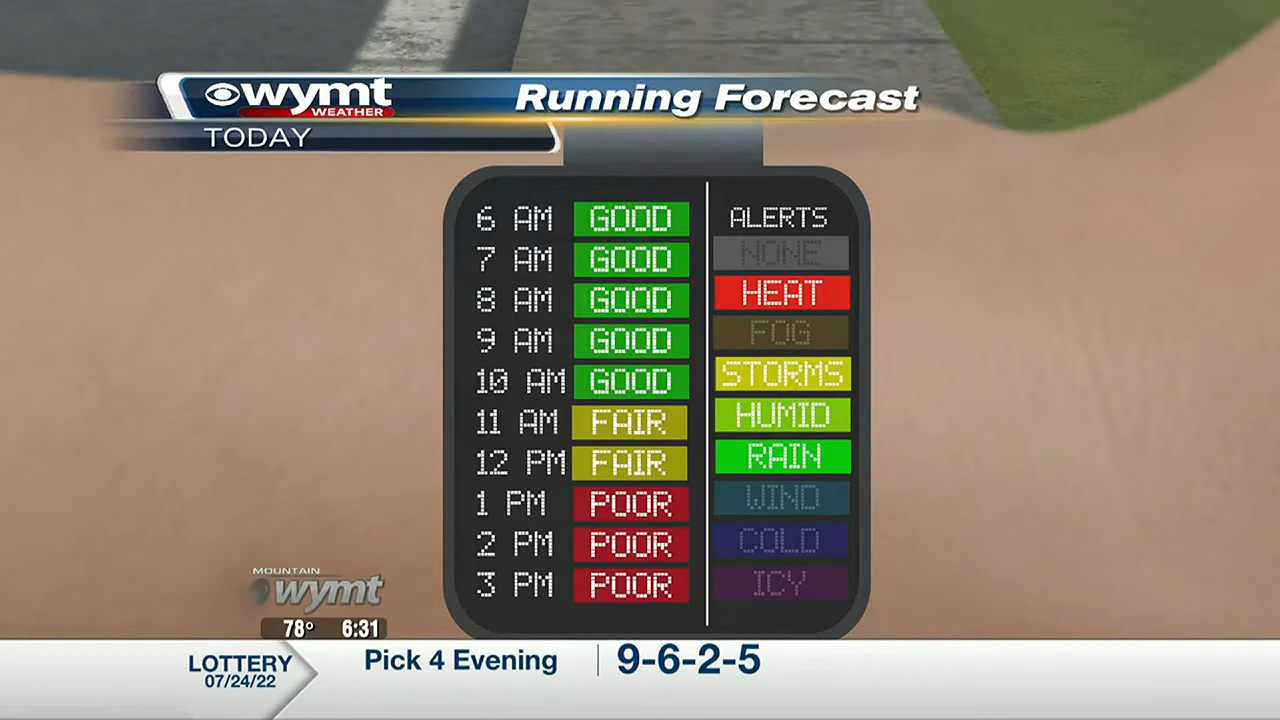 wymt
WEATHER
Running Forecast
TODAY
6 AM GOOD
7 AM GOOD
8 AM GOOD
9 AM GOOD
10 AM GOOD
11 AM FAIR
12 PM FAIR
1 PM POOR
2 PM POOR
3 PM POOR
ALERTS
NONE
HEAT
FOG
STORMS
HUMID
RAIN
WIND
COLD
ICY
MOUNTAIN
wymt
78° 6:31
LOTTERY
07/24/22
Pick 4 Evening 9-6-2-5